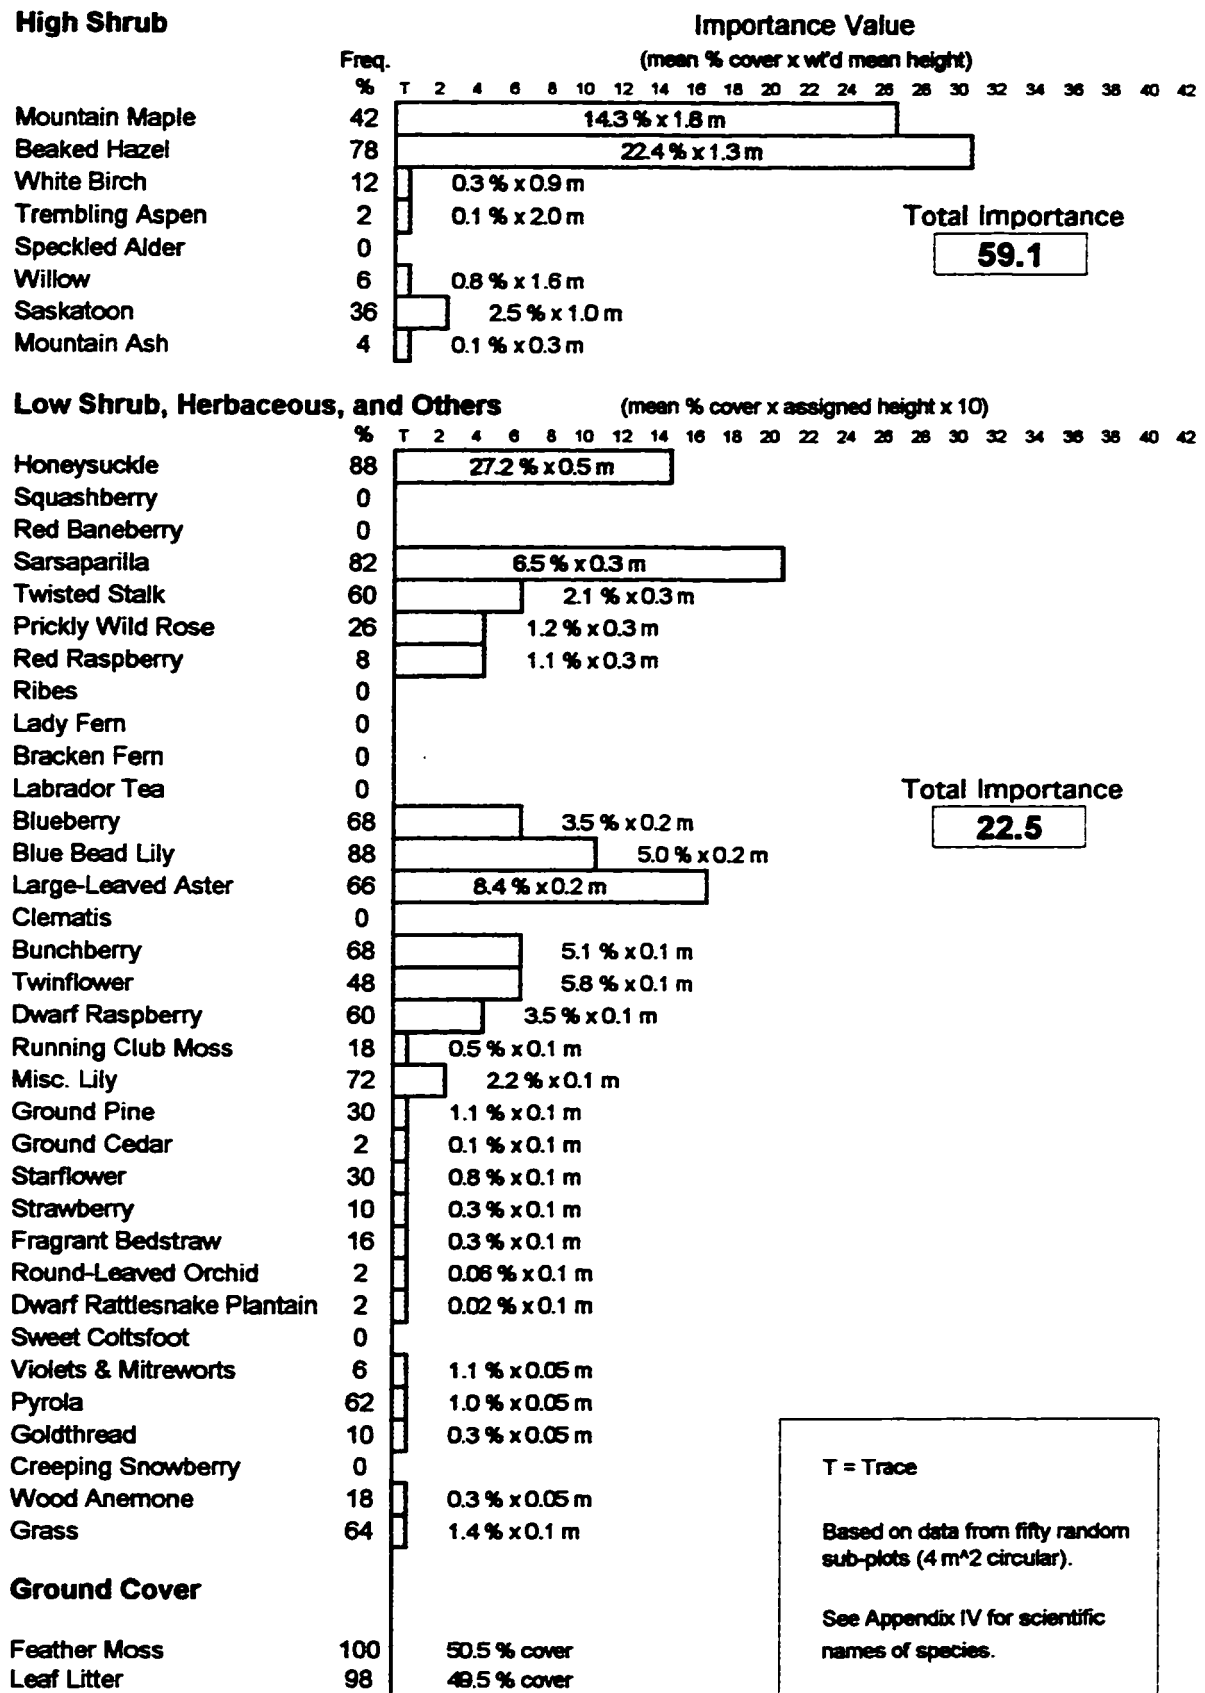 High Shrub
Importance Value
Freq. (mean % cover x wt'd mean height)
% T 2 4 6 8 10 12 14 16 18 20 22 24 26 28 30 32 34 36 38 40 42
Mountain Maple 42 14.3 % x 1.8 m
Beaked Hazel 78 22.4 % x 1.3 m
White Birch 12 0.3 % x 0.9 m
Trembling Aspen 2 0.1 % x 2.0 m
Total Importance
Speckled Alder 0
59.1
Willow 6 0.8 % x 1.6 m
Saskatoon 36 2.5 % x 1.0 m
Mountain Ash 4 0.1 % x 0.3 m
Low Shrub, Herbaceous, and Others (mean % cover x assigned height x 10)
% T 2 4 6 8 10 12 14 16 18 20 22 24 26 28 30 32 34 36 38 40 42
Honeysuckle 88 27.2 % x 0.5 m
Squashberry 0
Red Baneberry 0
Sarsaparilla 82 6.5 % x 0.3 m
Twisted Stalk 60 2.1 % x 0.3 m
Prickly Wild Rose 26 1.2 % x 0.3 m
Red Raspberry 8 1.1 % x 0.3 m
Ribes 0
Lady Fern 0
Bracken Fern 0
Labrador Tea 0
Total Importance
Blueberry 68 3.5 % x 0.2 m
22.5
Blue Bead Lily 88 5.0 % x 0.2 m
Large-Leaved Aster 66 8.4 % x 0.2 m
Clematis 0
Bunchberry 68 5.1 % x 0.1 m
Twinflower 48 5.8 % x 0.1 m
Dwarf Raspberry 60 3.5 % x 0.1 m
Running Club Moss 18 0.5 % x 0.1 m
Misc. Lily 72 2.2 % x 0.1 m
Ground Pine 30 1.1 % x 0.1 m
Ground Cedar 2 0.1 % x 0.1 m
Starflower 30 0.8 % x 0.1 m
Strawberry 10 0.3 % x 0.1 m
Fragrant Bedstraw 16 0.3 % x 0.1 m
Round-Leaved Orchid 2 0.06 % x 0.1 m
Dwarf Rattlesnake Plantain 2 0.02 % x 0.1 m
Sweet Coltsfoot 0
Violets & Mitreworts 6 1.1 % x 0.05 m
Pyrola 62 1.0 % x 0.05 m
Goldthread 10 0.3 % x 0.05 m
Creeping Snowberry 0
Wood Anemone 18 0.3 % x 0.05 m
Grass 64 1.4 % x 0.1 m
Ground Cover
Feather Moss 100 50.5 % cover
Leaf Litter 98 49.5 % cover
T = Trace
Based on data from fifty random
sub-plots (4 m^2 circular).
See Appendix IV for scientific
names of species.